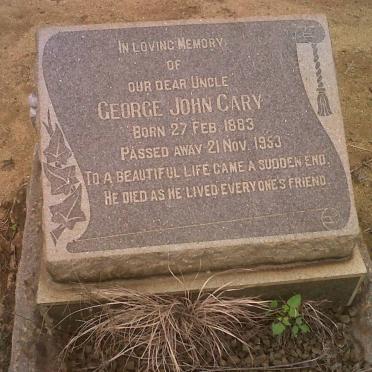 IN LOVING MEMORY
OF
OUR DEAR UNCLE
GEORGE JOHN CARY
BORN 27 FEB. 1883
PASSED AWAY 21 NOV. 1953
TO A BEAUTIFUL LIFE CAME A SUDDEN END,
HE DIED AS HE LIVED EVERYONE'S FRIEND.